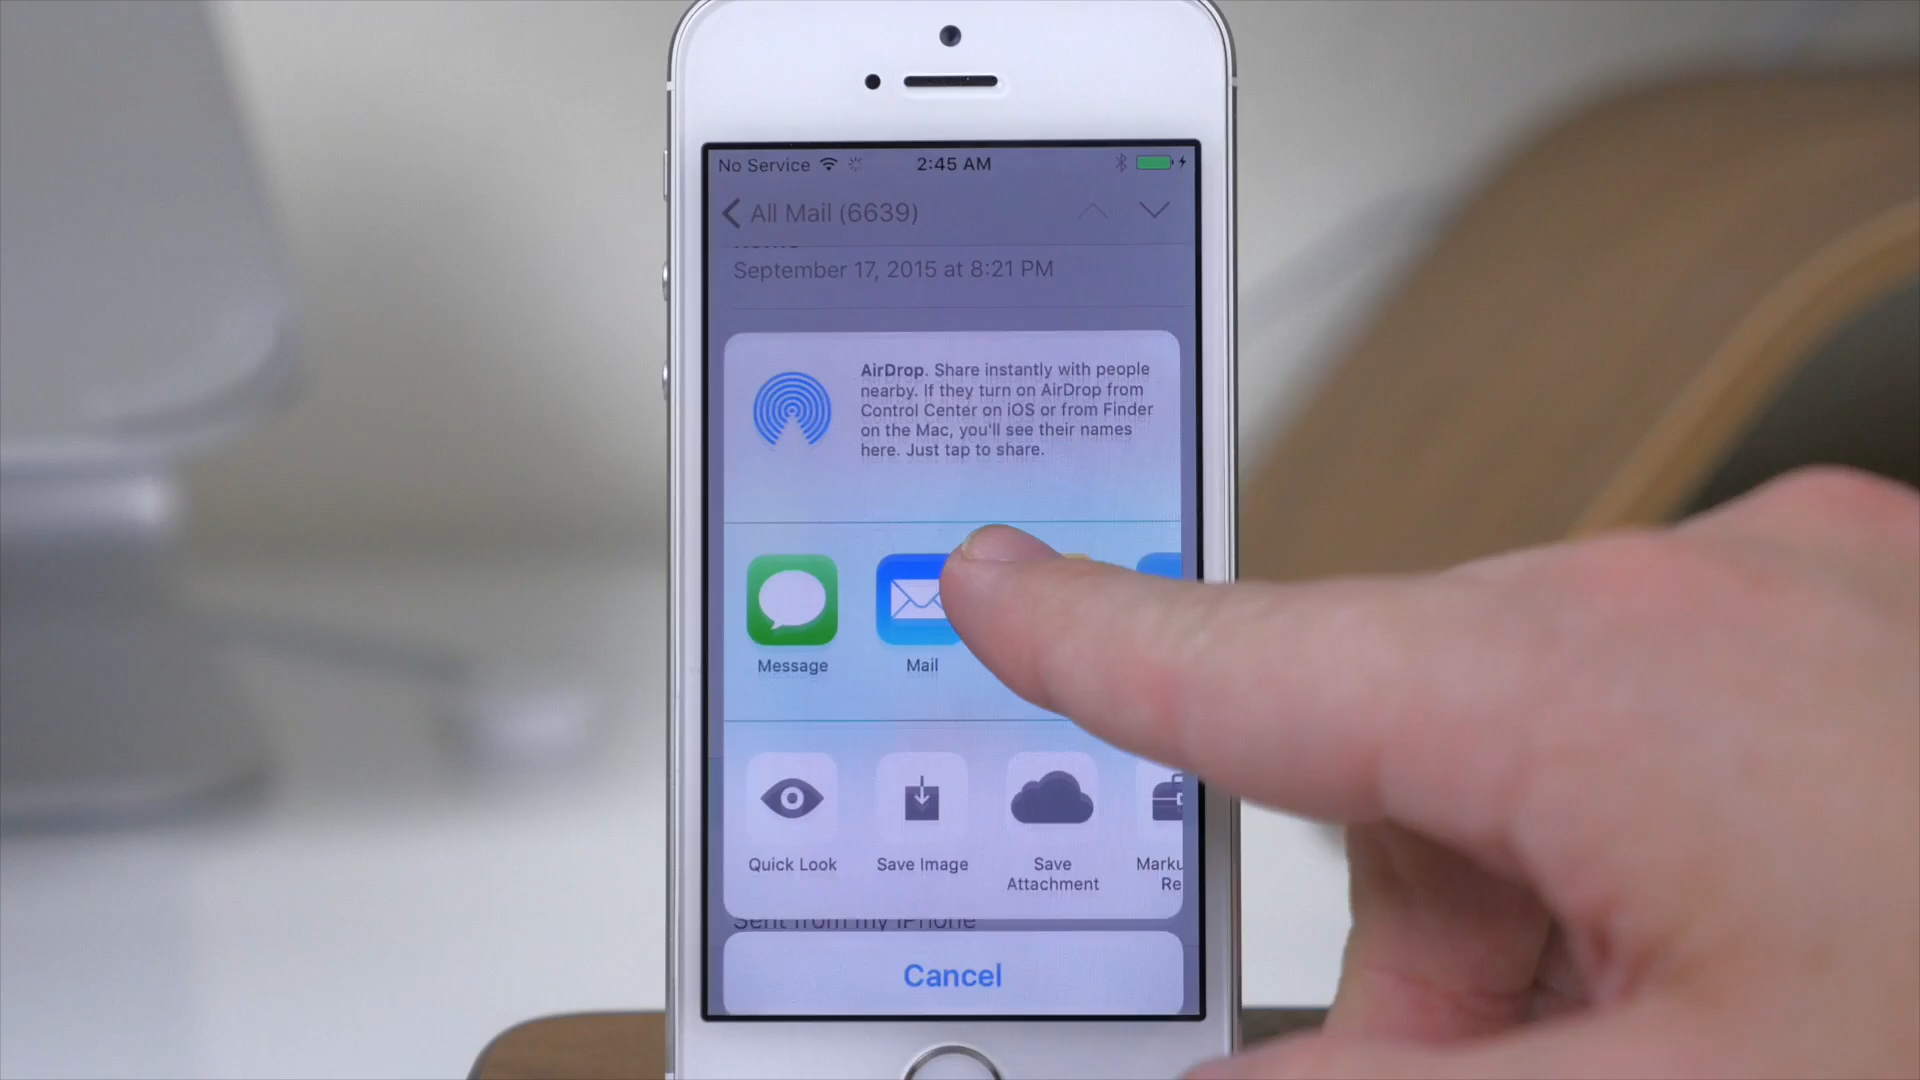 No Service 2:45 AM
All Mail (6639)
September 17, 2015 at 8:21 PM
AirDrop. Share instantly with people
nearby. If they turn on AirDrop from
Control Center on iOS or from Finder
on the Mac, you'll see their names
here. Just tap to share.
Message Mail
Quick Look Save Image Save Attachment Marku
Re
Sent from my iPhone
Cancel